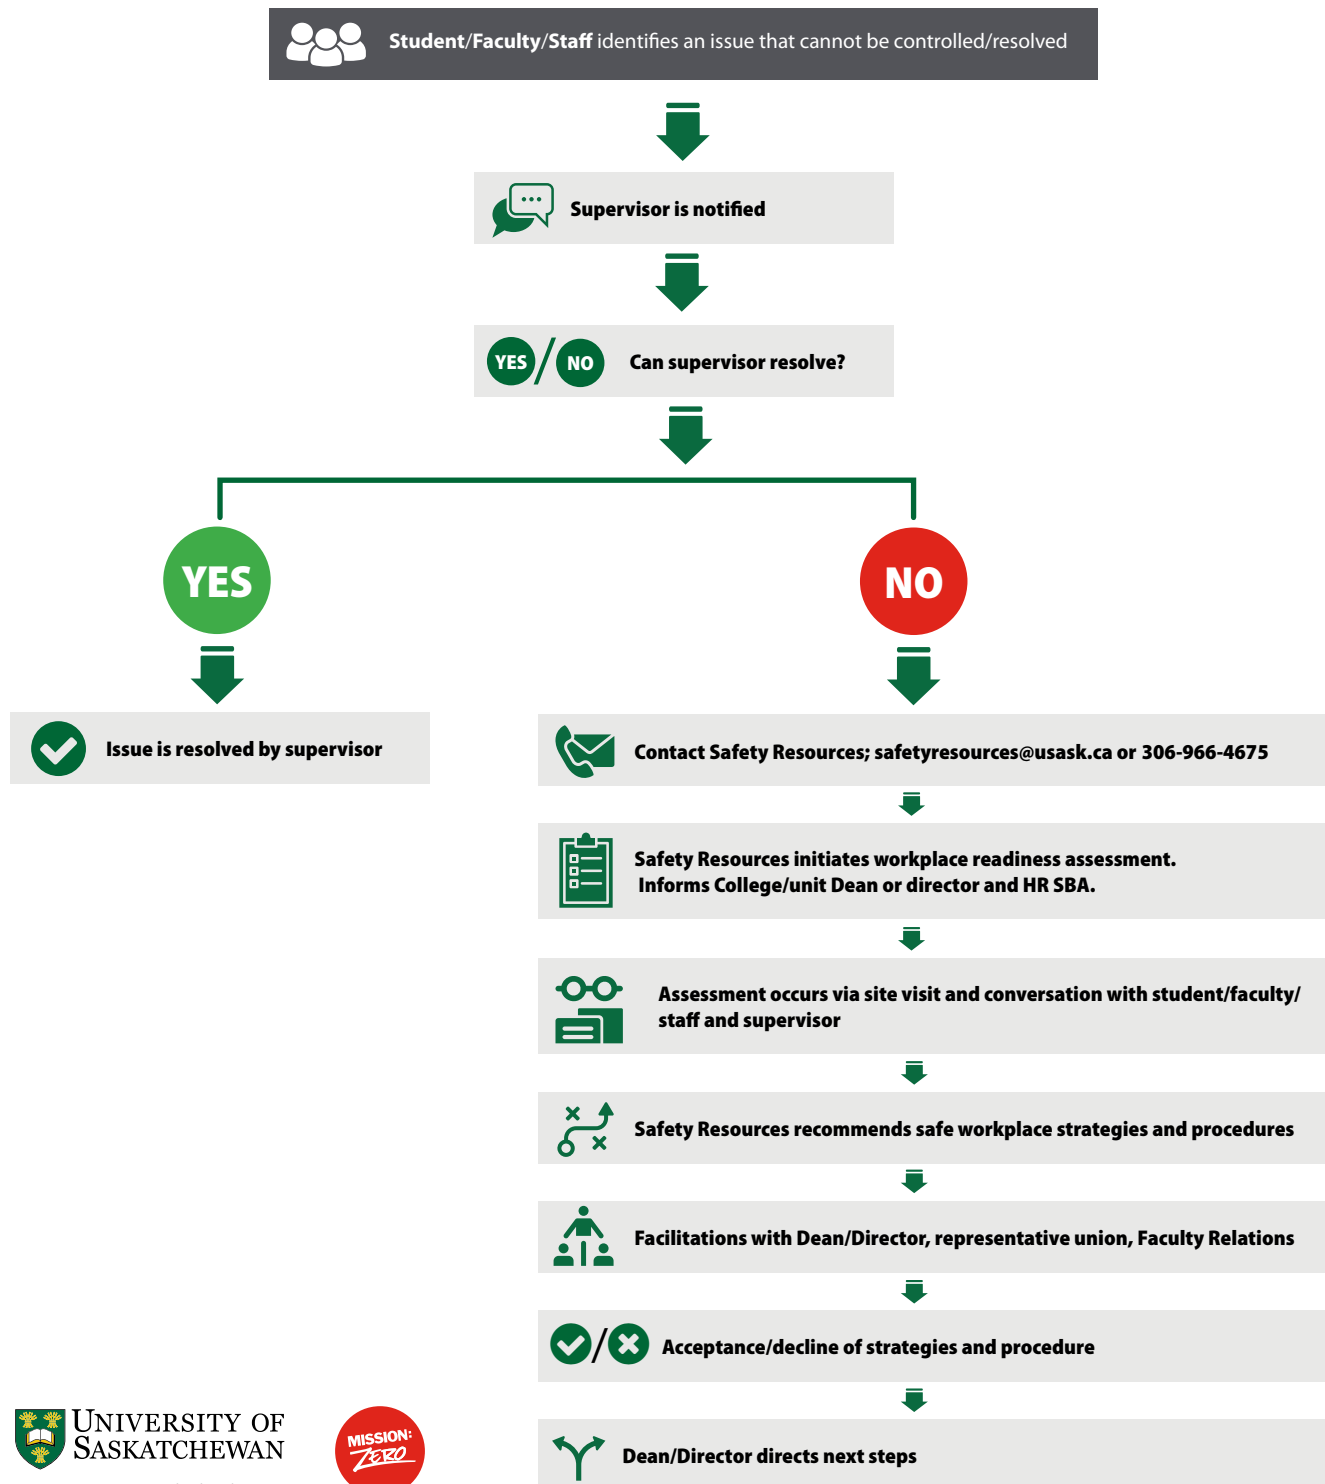 Student/Faculty/Staff identifies an issue that cannot be controlled/resolved
Supervisor is notified
YES/NO Can supervisor resolve?
YES
NO
Issue is resolved by supervisor
Contact Safety Resources; safetyresources@usask.ca or 306-966-4675
Safety Resources initiates workplace readiness assessment.
Informs College/unit Dean or director and HR SBA.
Assessment occurs via site visit and conversation with student/faculty/
staff and supervisor
Safety Resources recommends safe workplace strategies and procedures
Facilitations with Dean/Director, representative union, Faculty Relations
Acceptance/decline of strategies and procedure
Dean/Director directs next steps
UNIVERSITY OF
SASKATCHEWAN
MISSION:
ZERO